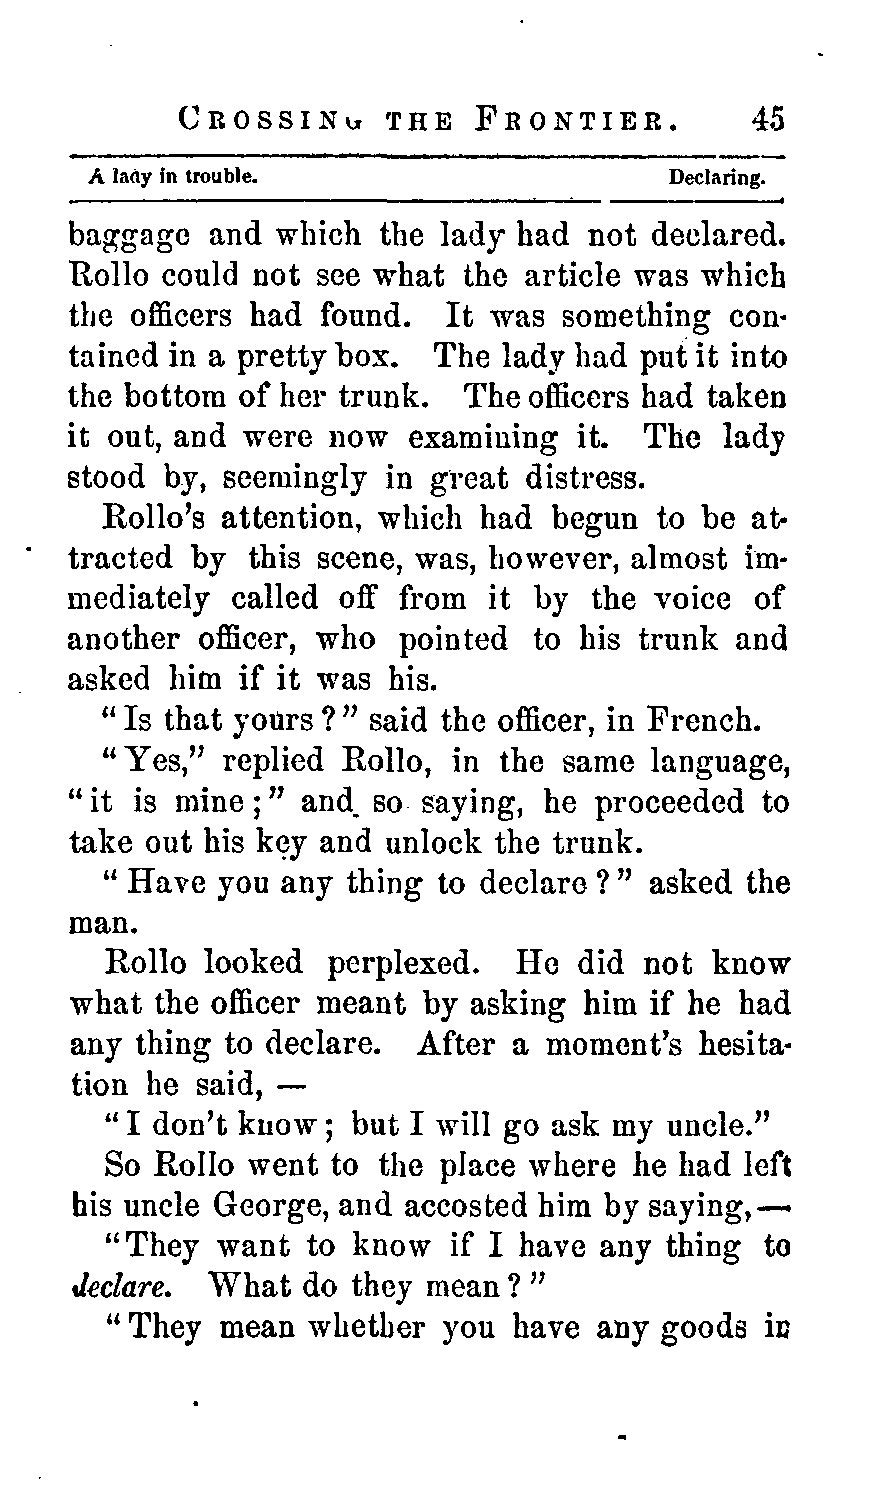 CROSSING THE FRONTIER. 45
A lady in trouble. Declaring.
baggage and which the lady had not declared.
Rollo could not see what the article was which
the officers had found. It was something con-
tained in a pretty box. The lady had put it into
the bottom of her trunk. The officers had taken
it out, and were now examining it. The lady
stood by, seemingly in great distress.
Rollo's attention, which had begun to be at-
tracted by this scene, was, however, almost im-
mediately called off from it by the voice of
another officer, who pointed to his trunk and
asked him if it was his.
"Is that yours?" said the officer, in French.
"Yes," replied Rollo, in the same language,
"it is mine;" and so saying, he proceeded to
take out his key and unlock the trunk.
"Have you any thing to declare?" asked the
man.
Rollo looked perplexed. He did not know
what the officer meant by asking him if he had
any thing to declare. After a moment's hesita-
tion he said, —
"I don't know; but I will go ask my uncle."
So Rollo went to the place where he had left
his uncle George, and accosted him by saying,—
"They want to know if I have any thing to
declare. What do they mean?"
"They mean whether you have any goods in